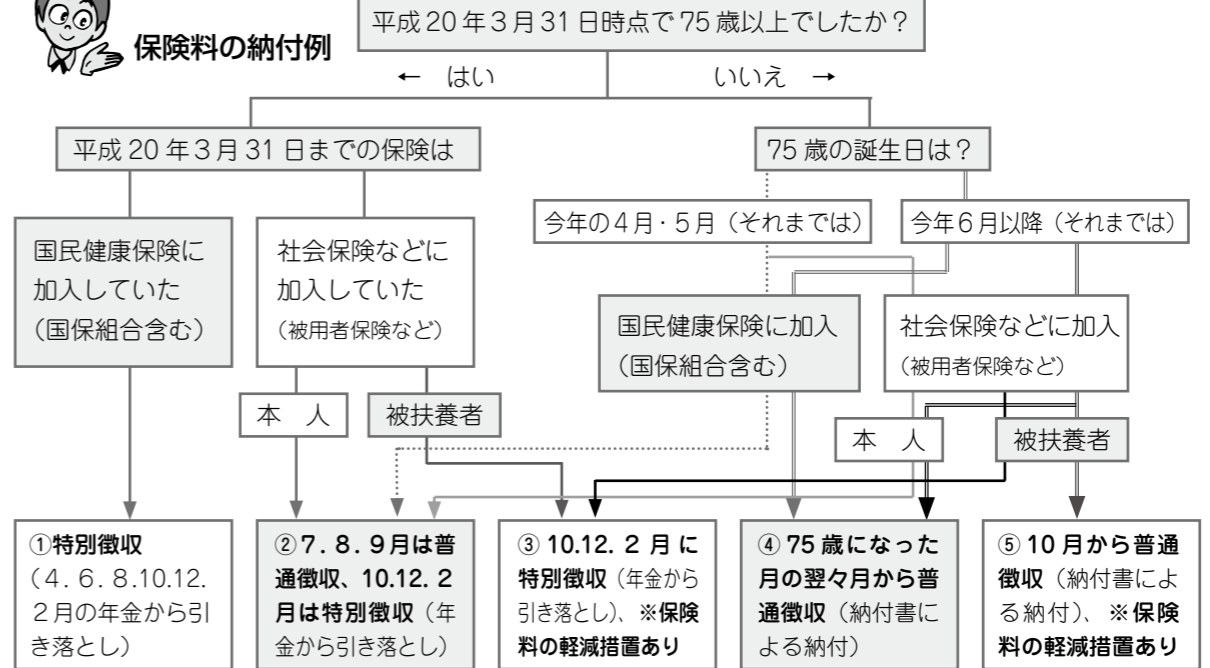 保険料の納付例
平成20年3月31日時点で75歳以上でしたか？
← はい
いいえ →
平成20年3月31日までの保険は
75歳の誕生日は？
今年の4月・5月（それまでは）
今年6月以降（それまでは）
国民健康保険に
加入していた
（国保組合含む）
社会保険などに
加入していた
（被用者保険など）
国民健康保険に加入
（国保組合含む）
社会保険などに加入
（被用者保険など）
本　人
被扶養者
本　人
被扶養者
①特別徴収
（4．6．8.10.12.
2月の年金から引
き落とし）
②7．8．9月は普
通徴収、10.12．2
月は特別徴収（年
金から引き落とし）
③10.12．2月に
特別徴収（年金から
引き落とし）、※保険
料の軽減措置あり
④75歳になった
月の翌々月から普
通徴収（納付書に
よる納付）
⑤10月から普通
徴収（納付書によ
る納付）、※保険
料の軽減措置あり